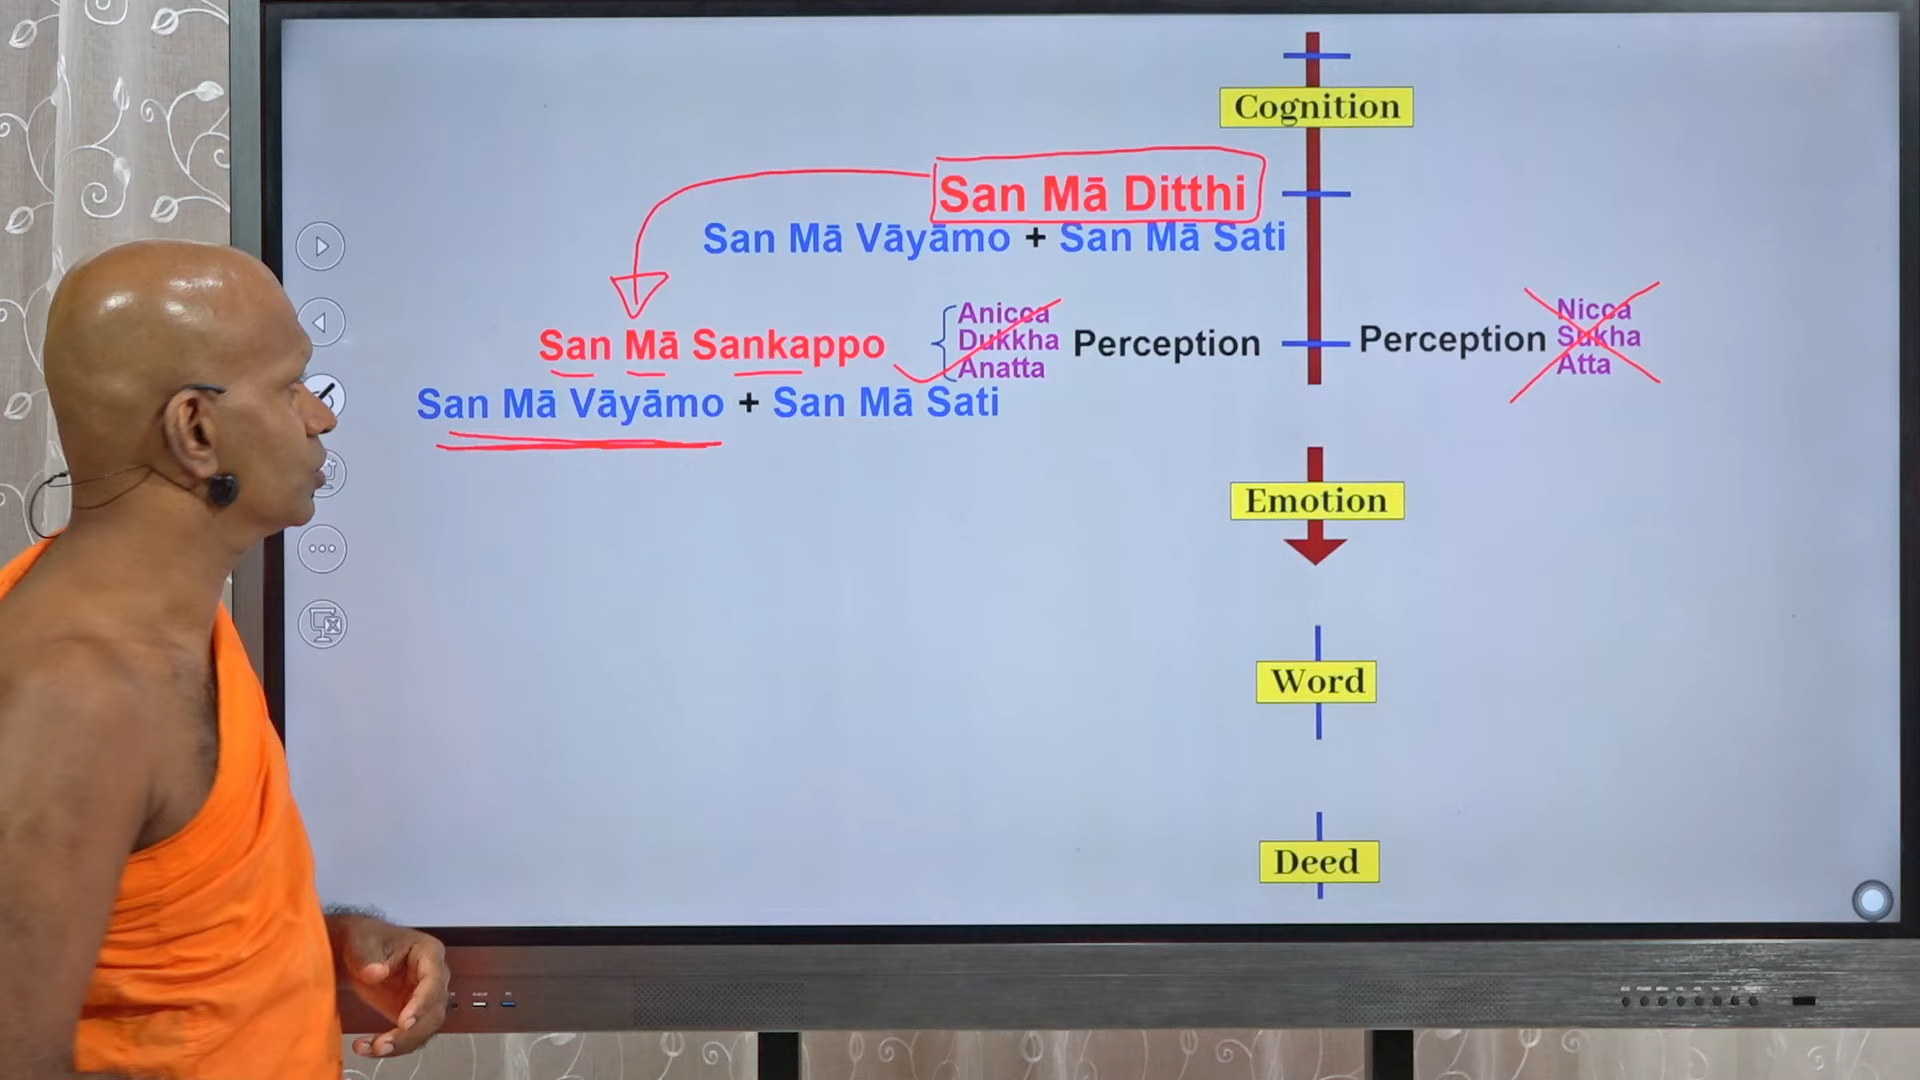 Cognition
San Mā Ditthi
San Mā Vāyāmo + San Mā Sati
San Mā Sankappo
Anicca
Dukkha
Anatta
Perception
Perception
Nicca
Sukha
Atta
San Mā Vāyāmo + San Mā Sati
Emotion
Word
Deed